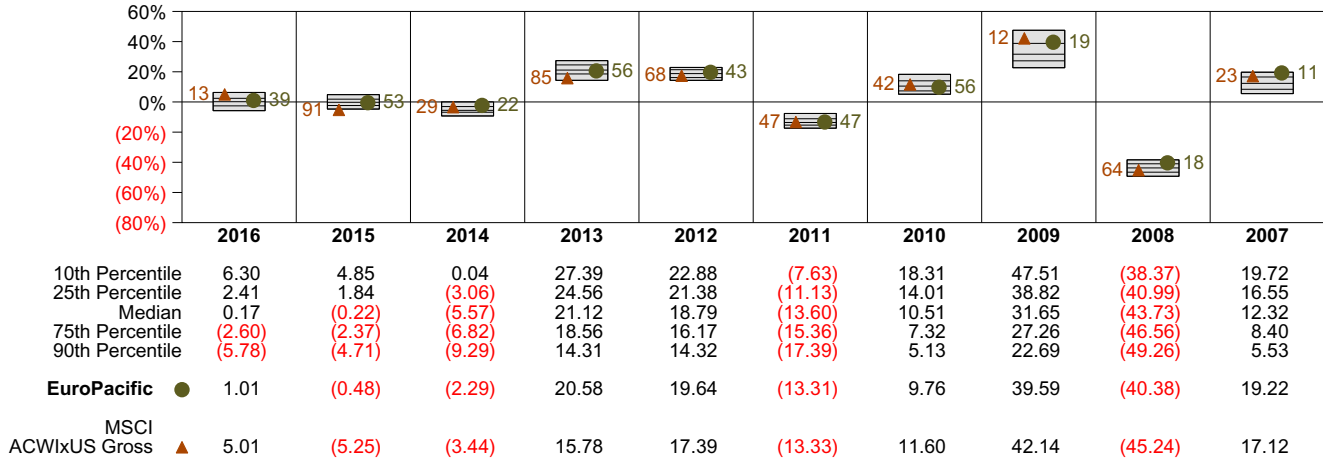 60%
40%
20%
0%
(20%)
(40%)
(60%)
(80%)
13 39
91 53
29 22
85 56
68 43
47 47
42 56
12 19
64 18
23 11
2016 2015 2014 2013 2012 2011 2010 2009 2008 2007
10th Percentile 6.30 4.85 0.04 27.39 22.88 (7.63) 18.31 47.51 (38.37) 19.72
25th Percentile 2.41 1.84 (3.06) 24.56 21.38 (11.13) 14.01 38.82 (40.99) 16.55
Median 0.17 (0.22) (5.57) 21.12 18.79 (13.60) 10.51 31.65 (43.73) 12.32
75th Percentile (2.60) (2.37) (6.82) 18.56 16.17 (15.36) 7.32 27.26 (46.56) 8.40
90th Percentile (5.78) (4.71) (9.29) 14.31 14.32 (17.39) 5.13 22.69 (49.26) 5.53
EuroPacific 1.01 (0.48) (2.29) 20.58 19.64 (13.31) 9.76 39.59 (40.38) 19.22
MSCI
ACWIxUS Gross 5.01 (5.25) (3.44) 15.78 17.39 (13.33) 11.60 42.14 (45.24) 17.12